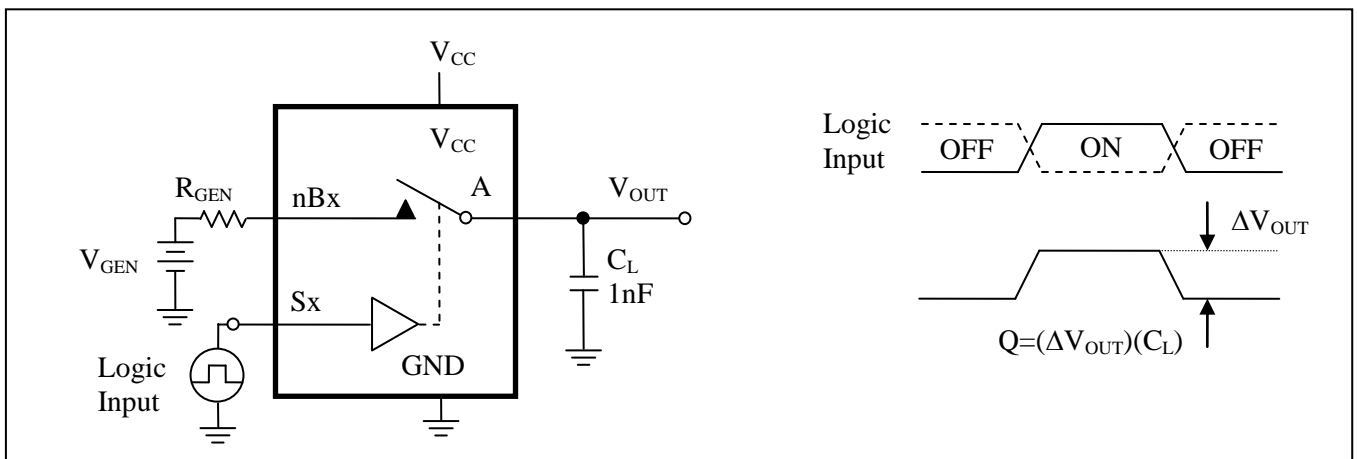 V_CC
V_CC
R_GEN
nBx
A
V_OUT
V_GEN
C_L
1nF
Sx
GND
Logic
Input
Logic
Input
OFF
ON
OFF
ΔV_OUT
Q=(ΔV_OUT)(C_L)